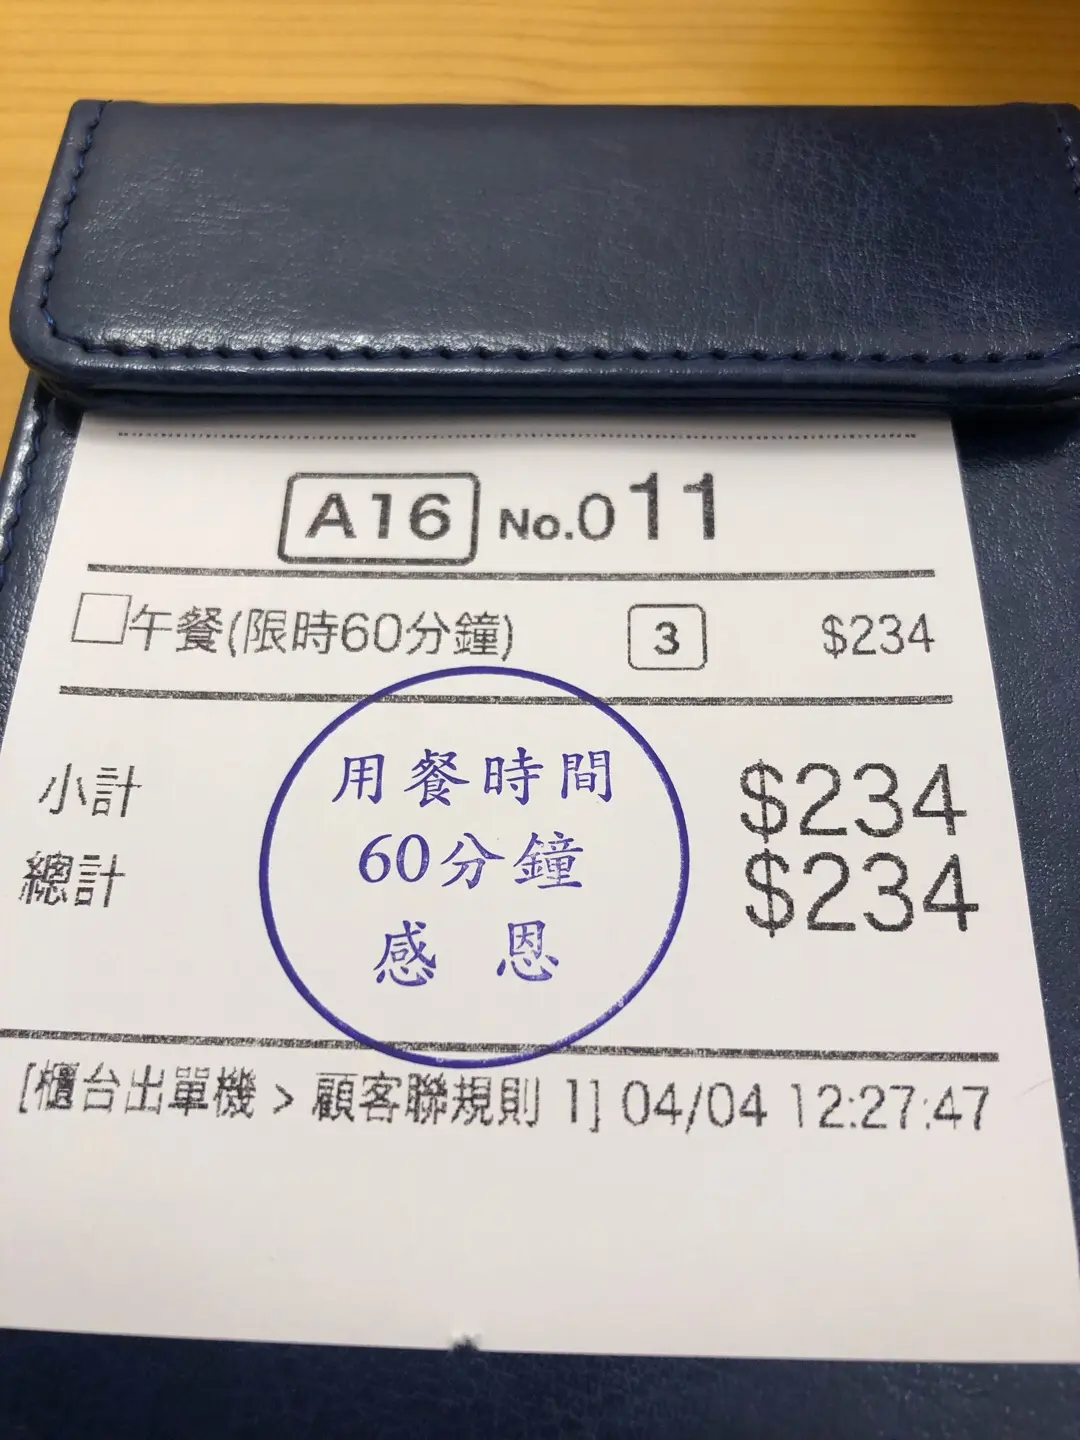 A16 No.011
□午餐(限時60分鐘) 3 $234
小計 $234
總計 $234
用餐時間
60分鐘
感 恩
[櫃台出單機 > 顧客聯規則 1] 04/04 12:27:47